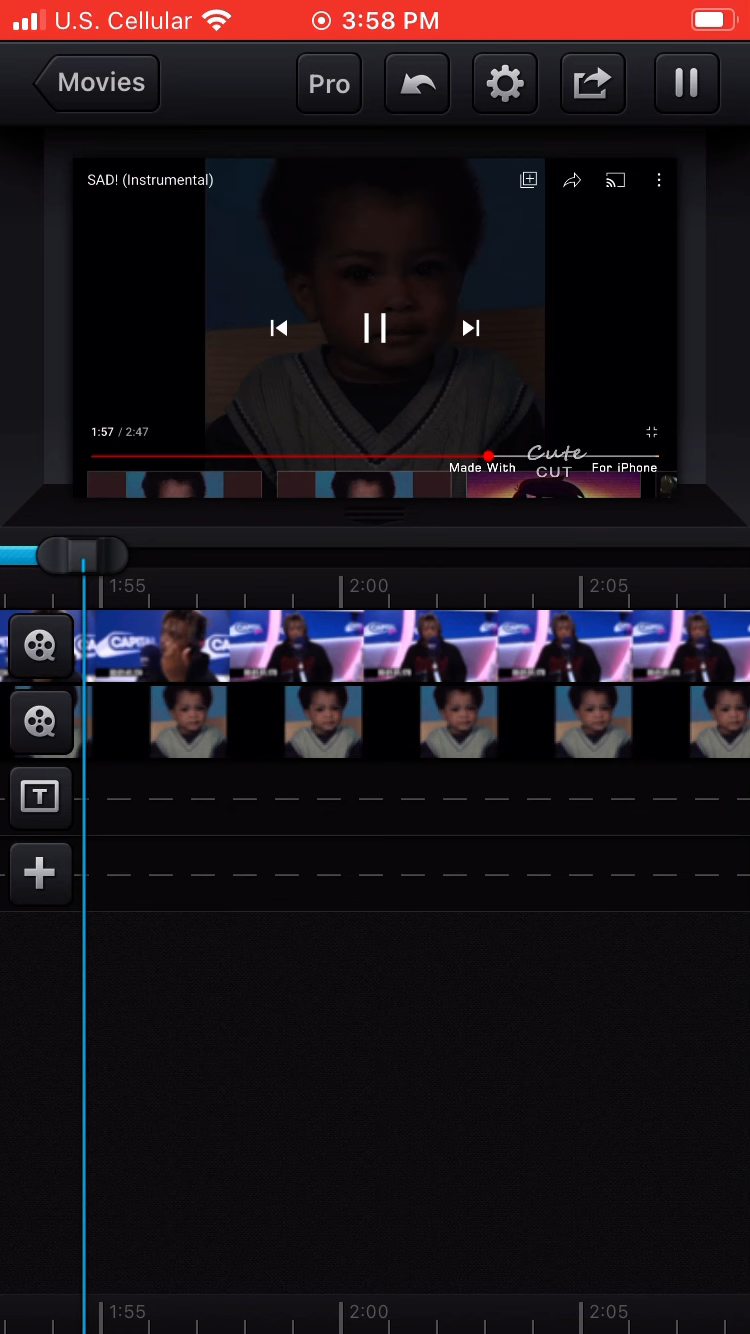 U.S. Cellular 3:58 PM
Movies Pro
SAD! (Instrumental)
1:57 / 2:47
Made With Cute CUT For iPhone
1:55 2:00 2:05
CAPITAL
T
1:55 2:00 2:05